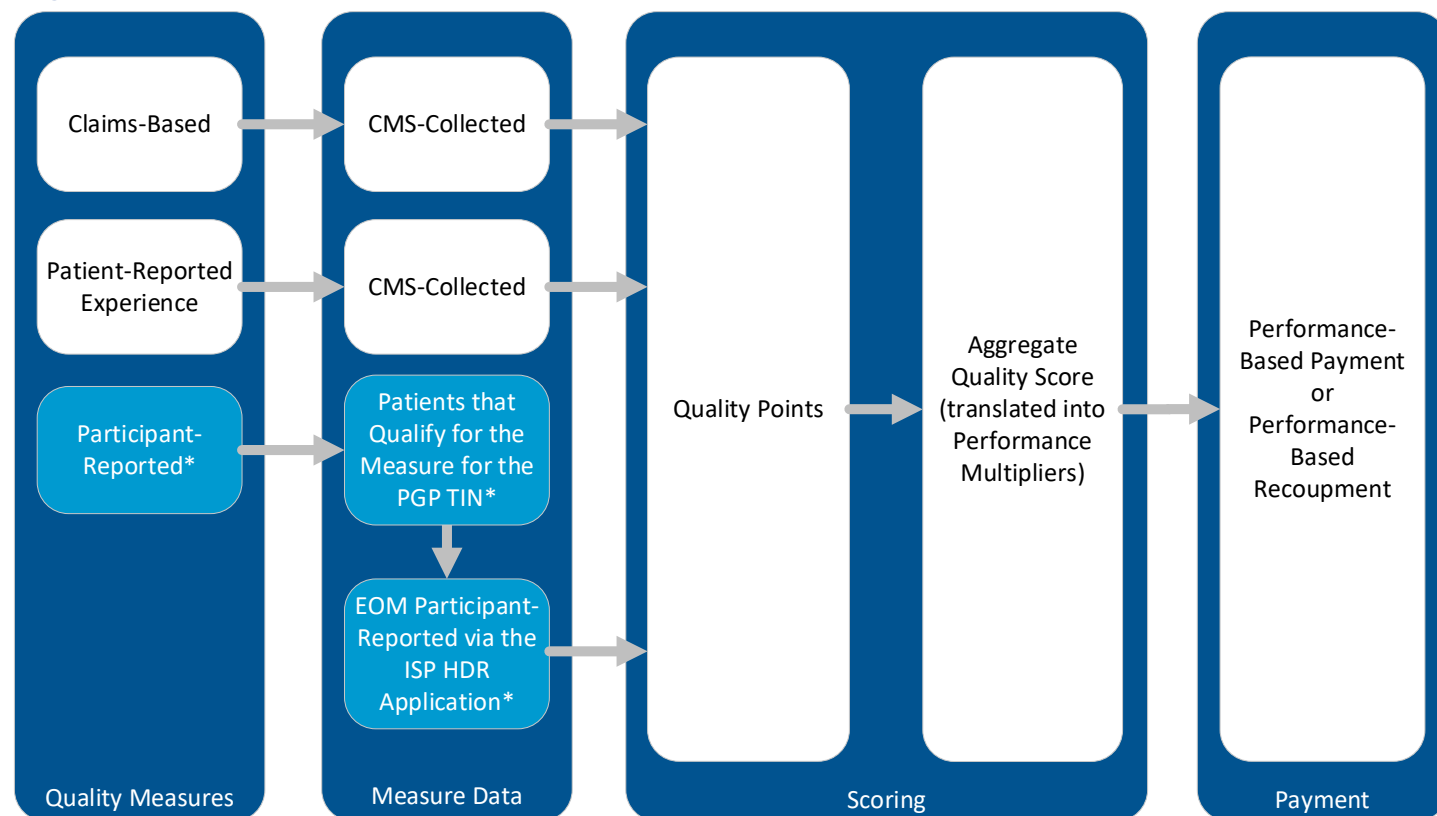 Claims-Based
CMS-Collected
Patient-Reported
Experience
CMS-Collected
Participant-
Reported*
Patients that
Qualify for the
Measure for the
PGP TIN*
EOM Participant-
Reported via the
ISP HDR
Application*
Quality Points
Aggregate
Quality Score
(translated into
Performance
Multipliers)
Performance-
Based Payment
or
Performance-
Based
Recoupment
Quality Measures
Measure Data
Scoring
Payment